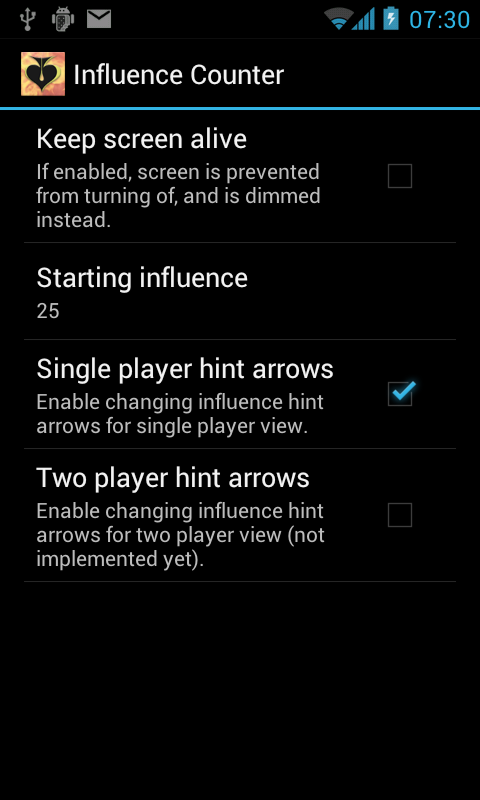 07:30
Influence Counter
Keep screen alive
If enabled, screen is prevented
from turning of, and is dimmed
instead.
Starting influence
25
Single player hint arrows
Enable changing influence hint
arrows for single player view.
Two player hint arrows
Enable changing influence hint
arrows for two player view (not
implemented yet).